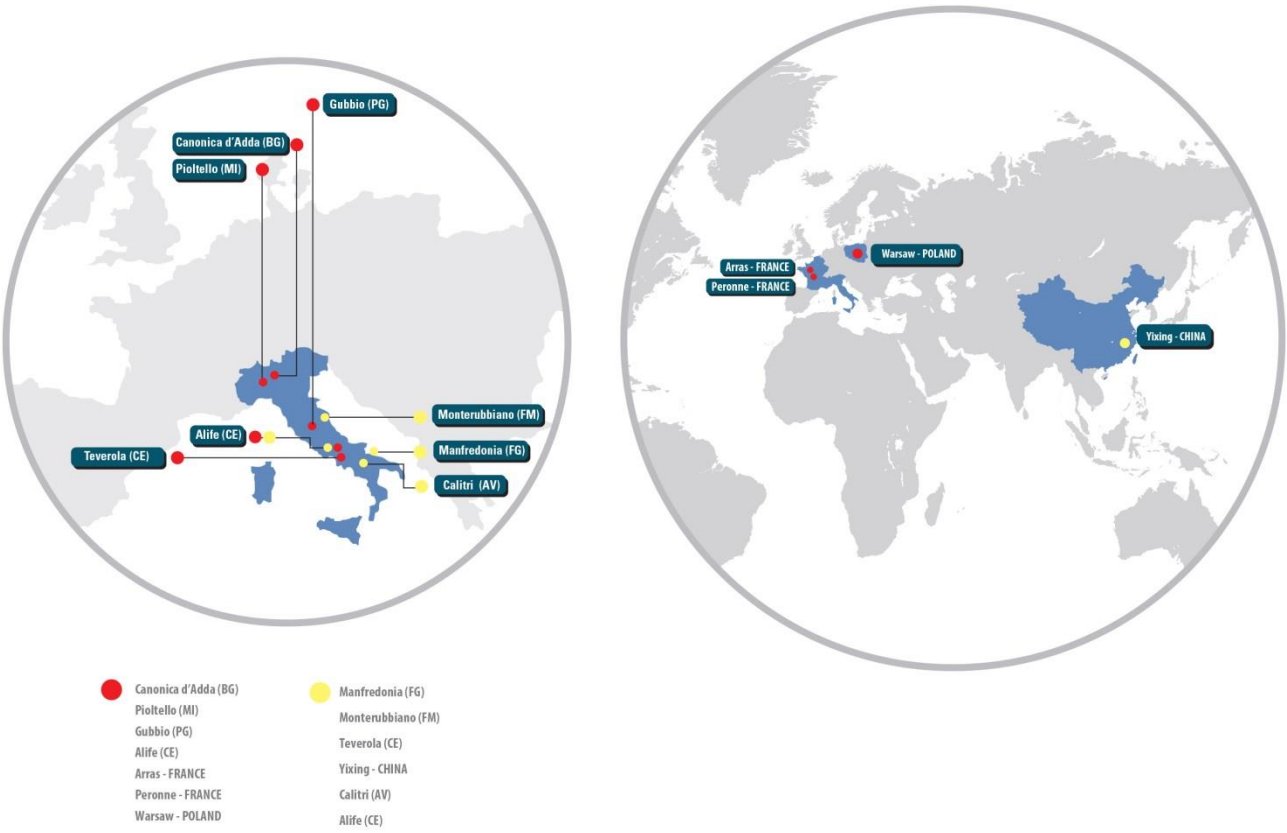 Gubbio (PG)
Canonica d'Adda (BG)
Pioltello (MI)
Alife (CE)
Teverola (CE)
Monterubbiano (FM)
Manfredonia (FG)
Calitri (AV)
Warsaw - POLAND
Arras - FRANCE
Peronne - FRANCE
Yixing - CHINA
Canonica d'Adda (BG)
Pioltello (MI)
Gubbio (PG)
Alife (CE)
Arras - FRANCE
Peronne - FRANCE
Warsaw - POLAND
Manfredonia (FG)
Monterubbiano (FM)
Teverola (CE)
Yixing - CHINA
Calitri (AV)
Alife (CE)